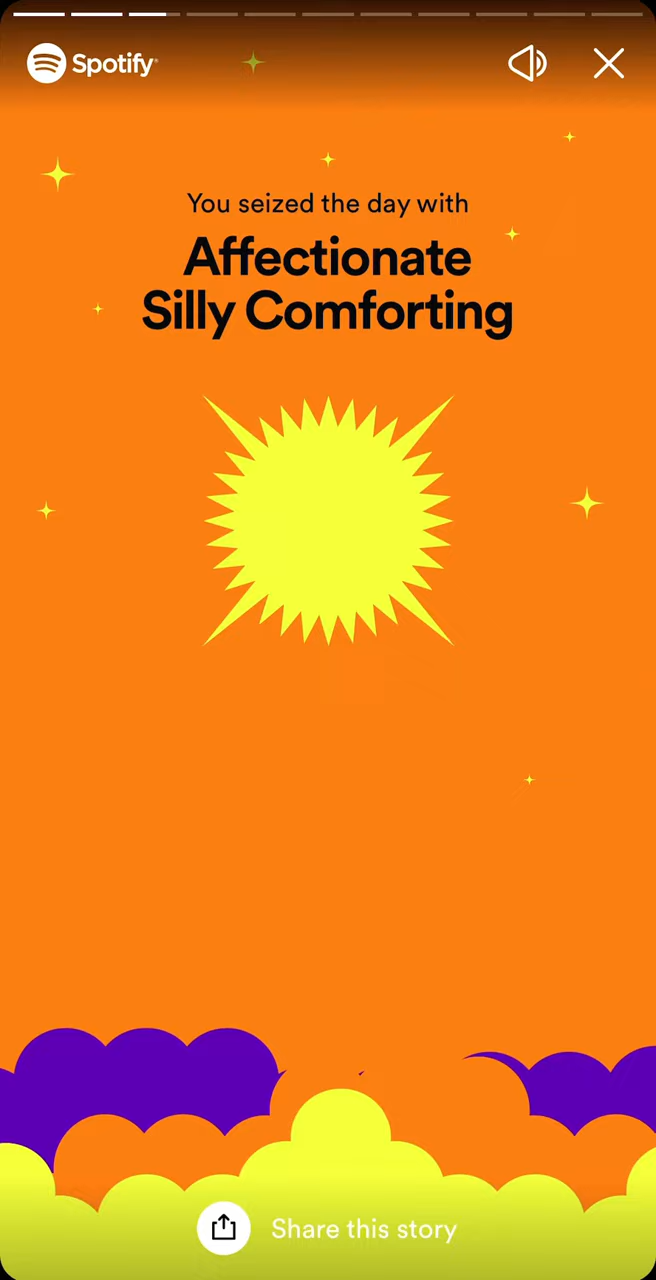 Spotify®
You seized the day with
Affectionate
Silly Comforting
Share this story